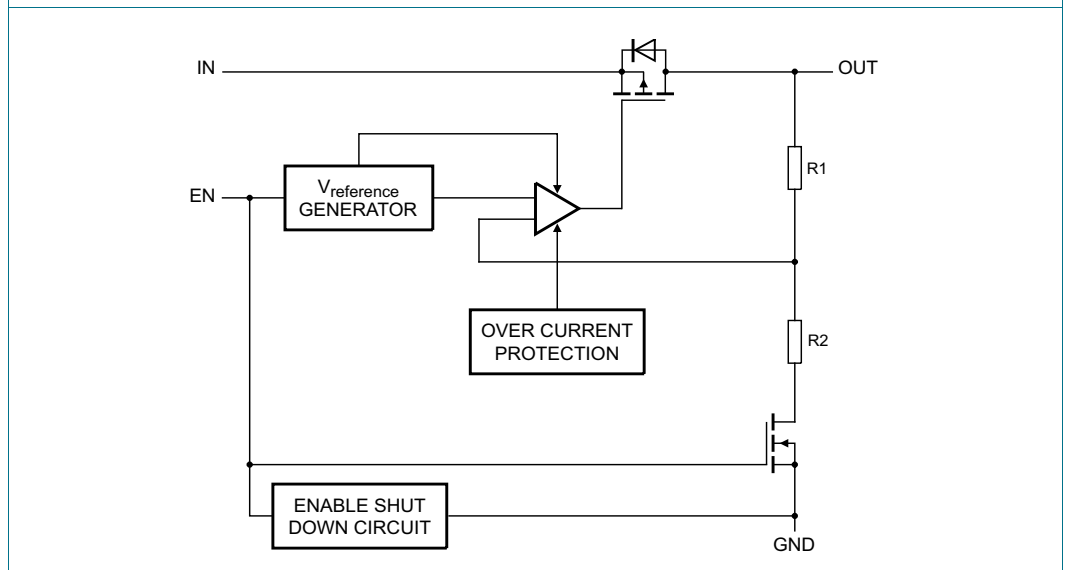 IN
OUT
R1
EN
Vreference
GENERATOR
OVER CURRENT
PROTECTION
R2
ENABLE SHUT
DOWN CIRCUIT
GND